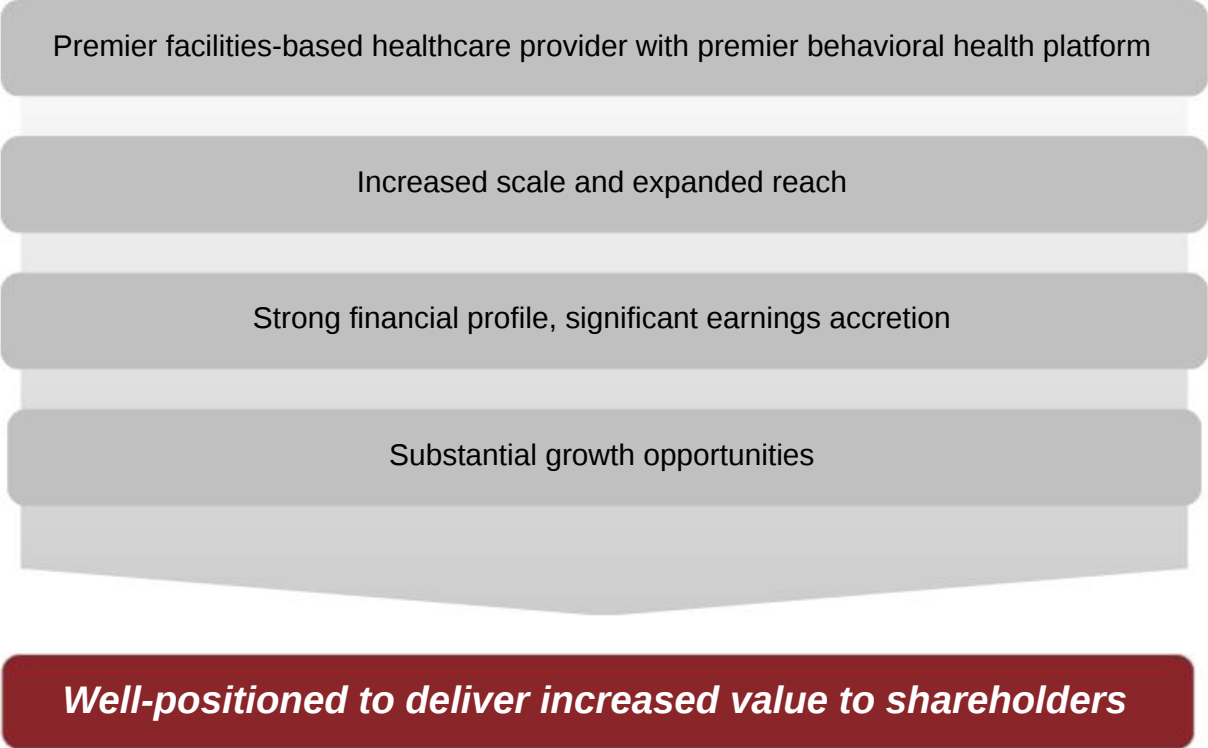 Premier facilities-based healthcare provider with premier behavioral health platform
Increased scale and expanded reach
Strong financial profile, significant earnings accretion
Substantial growth opportunities
Well-positioned to deliver increased value to shareholders